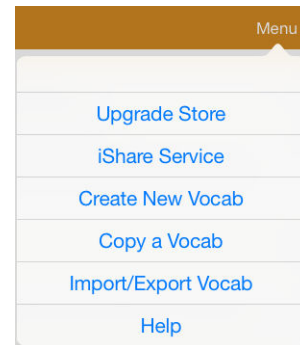 Menu
Upgrade Store
iShare Service
Create New Vocab
Copy a Vocab
Import/Export Vocab
Help